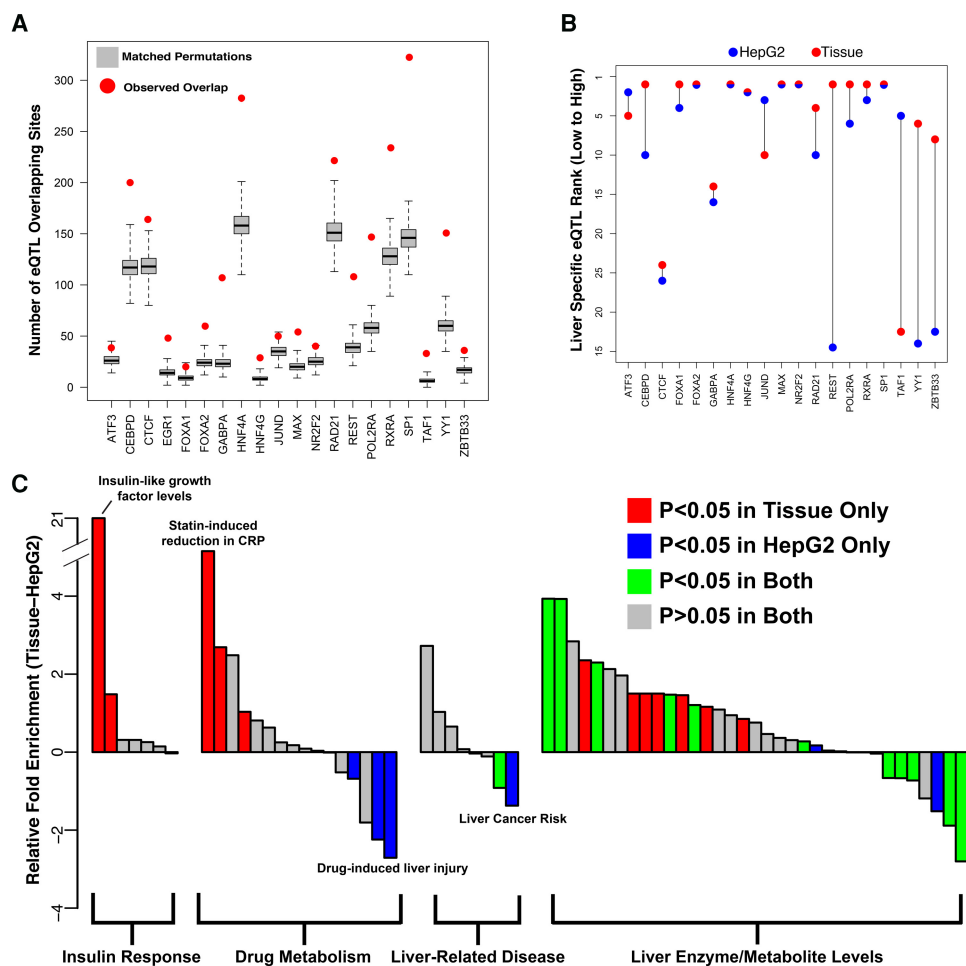 A
Matched Permutations
Observed Overlap
Number of eQTL Overlapping Sites
300
250
200
150
100
50
0
ATF3
CEBPD
CTCF
EGR1
FOXA1
FOXA2
GABPA
HNF4A
HNF4G
JUND
MAX
NR2F2
RAD21
REST
POL2RA
RXRA
SP1
TAF1
YY1
ZBTB33
B
HepG2 Tissue
Liver Specific eQTL Rank (Low to High)
1
5
10
15
20
25
15
ATF3
CEBPD
CTCF
FOXA1
FOXA2
GABPA
HNF4A
HNF4G
JUND
MAX
NR2F2
RAD21
REST
POL2RA
RXRA
SP1
TAF1
YY1
ZBTB33
C
Insulin-like growth
factor levels
Statin-induced
reduction in CRP
P<0.05 in Tissue Only
P<0.05 in HepG2 Only
P<0.05 in Both
P>0.05 in Both
Relative Fold Enrichment (Tissue–HepG2)
21
4
2
0
−2
−4
Liver Cancer Risk
Drug-induced liver injury
Insulin Response
Drug Metabolism
Liver-Related Disease
Liver Enzyme/Metabolite Levels